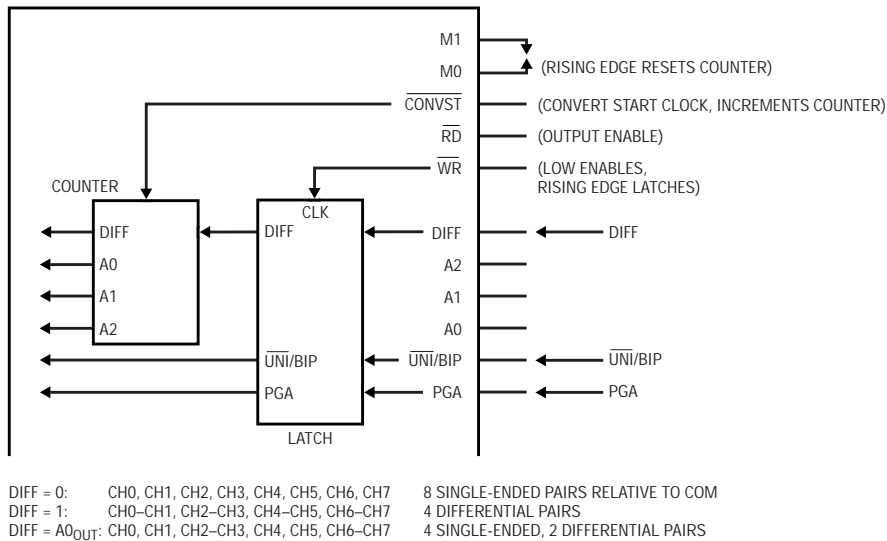 M1
M0
(RISING EDGE RESETS COUNTER)
CONVST
(CONVERT START CLOCK, INCREMENTS COUNTER)
RD
(OUTPUT ENABLE)
WR
(LOW ENABLES,
RISING EDGE LATCHES)
COUNTER
CLK
DIFF
DIFF
DIFF
DIFF
A0
A2
A1
A1
A2
A0
UNI/BIP
UNI/BIP
UNI/BIP
PGA
PGA
PGA
LATCH
DIFF = 0: CH0, CH1, CH2, CH3, CH4, CH5, CH6, CH7 8 SINGLE-ENDED PAIRS RELATIVE TO COM
DIFF = 1: CH0–CH1, CH2–CH3, CH4–CH5, CH6–CH7 4 DIFFERENTIAL PAIRS
DIFF = A0OUT: CH0, CH1, CH2–CH3, CH4, CH5, CH6–CH7 4 SINGLE-ENDED, 2 DIFFERENTIAL PAIRS